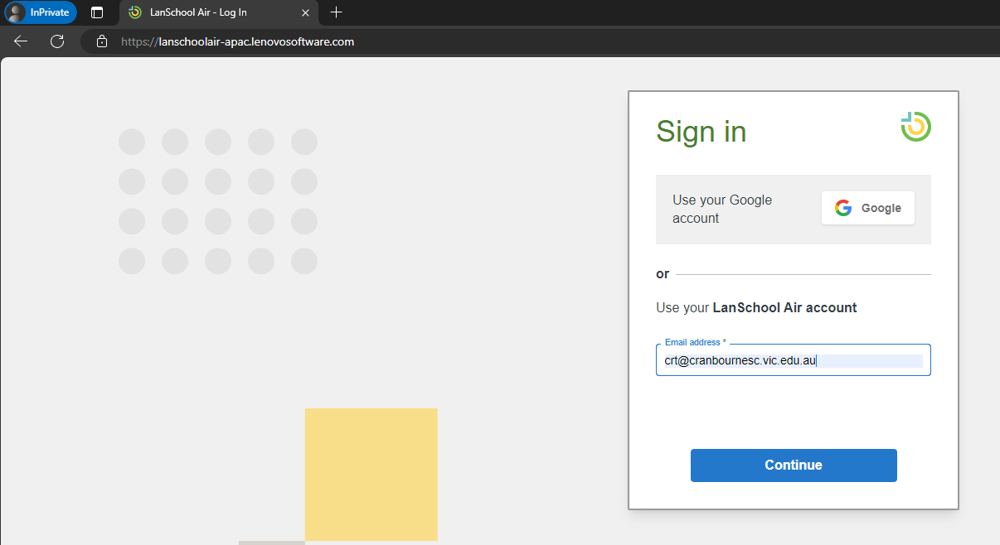 InPrivate
LanSchool Air - Log In
https://lanschoolair-apac.lenovosoftware.com
Sign in
Use your Google
account
Google
or
Use your LanSchool Air account
Email address *
crt@cranbournesc.vic.edu.au
Continue